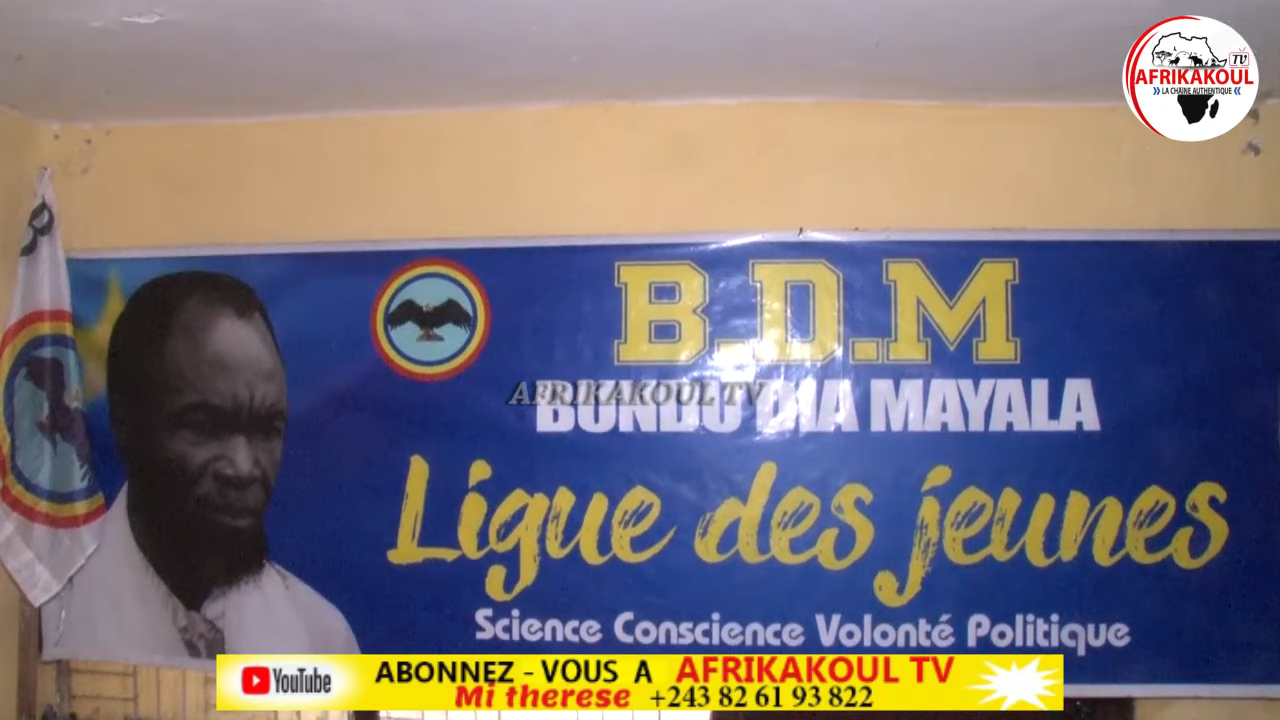 TV
AFRIKAKOUL
LA CHAINE AUTHENTIQUE
B
B.D.M
AFRIKAKOUL TV
BUNDU DIA MAYALA
Ligue des jeunes
Science Conscience Volonté Politique
YouTube
ABONNEZ - VOUS A AFRIKAKOUL TV
Mi therese +243 82 61 93 822